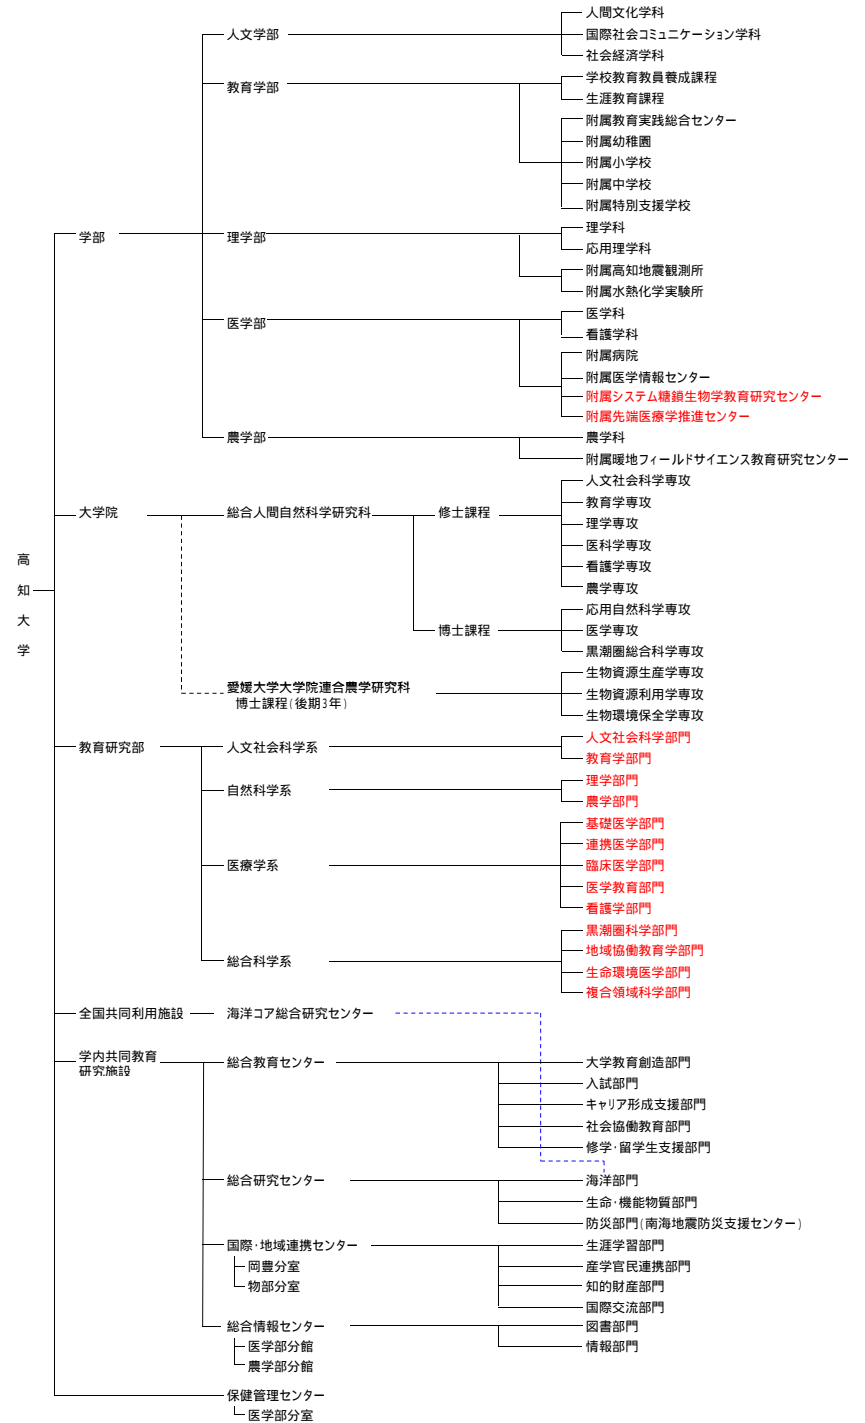 高知大学
学部
人文学部
人間文化学科
国際社会コミュニケーション学科
社会経済学科
教育学部
学校教育教員養成課程
生涯教育課程
附属教育実践総合センター
附属幼稚園
附属小学校
附属中学校
附属特別支援学校
理学部
理学科
応用理学科
附属高知地震観測所
附属水熱化学実験所
医学部
医学科
看護学科
附属病院
附属医学情報センター
附属システム糖鎖生物学教育研究センター
附属先端医療学推進センター
農学部
農学科
附属暖地フィールドサイエンス教育研究センター
大学院
総合人間自然科学研究科
修士課程
人文社会科学専攻
教育学専攻
理学専攻
医科学専攻
看護学専攻
農学専攻
博士課程
応用自然科学専攻
医学専攻
黒潮圏総合科学専攻
愛媛大学大学院連合農学研究科
博士課程(後期3年)
生物資源生産学専攻
生物資源利用学専攻
生物環境保全学専攻
教育研究部
人文社会科学系
人文社会科学部門
教育学部門
自然科学系
理学部門
農学部門
医療学系
基礎医学部門
連携医学部門
臨床医学部門
医学教育部門
看護学部門
総合科学系
黒潮圏科学部門
地域協働教育学部門
生命環境医学部門
複合領域科学部門
全国共同利用施設
海洋コア総合研究センター
学内共同教育
研究施設
総合教育センター
大学教育創造部門
入試部門
キャリア形成支援部門
社会協働教育部門
修学・留学生支援部門
総合研究センター
海洋部門
生命・機能物質部門
防災部門(南海地震防災支援センター)
国際・地域連携センター
岡豊分室
物部分室
生涯学習部門
産学官民連携部門
知的財産部門
国際交流部門
総合情報センター
医学部分館
農学部分館
図書部門
情報部門
保健管理センター
医学部分室